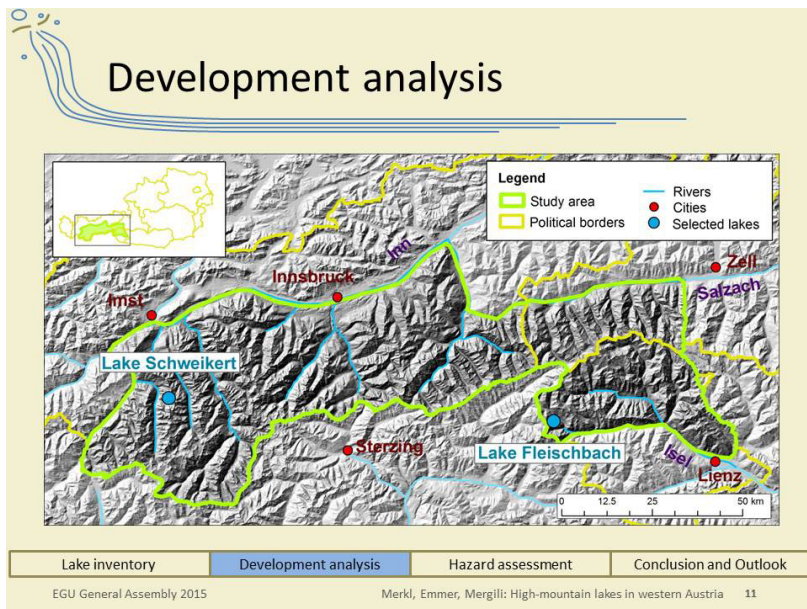 Development analysis
Legend
Study area
Political borders
Rivers
Cities
Selected lakes
Inn
Zell
Innsbruck
Salzach
Imst
Lake Schweikert
Sterzing
Lake Fleischbach
Isel
Lienz
0 12.5 25 50 km
Lake inventory Development analysis Hazard assessment Conclusion and Outlook
EGU General Assembly 2015 Merkl, Emmer, Mergili: High-mountain lakes in western Austria 11